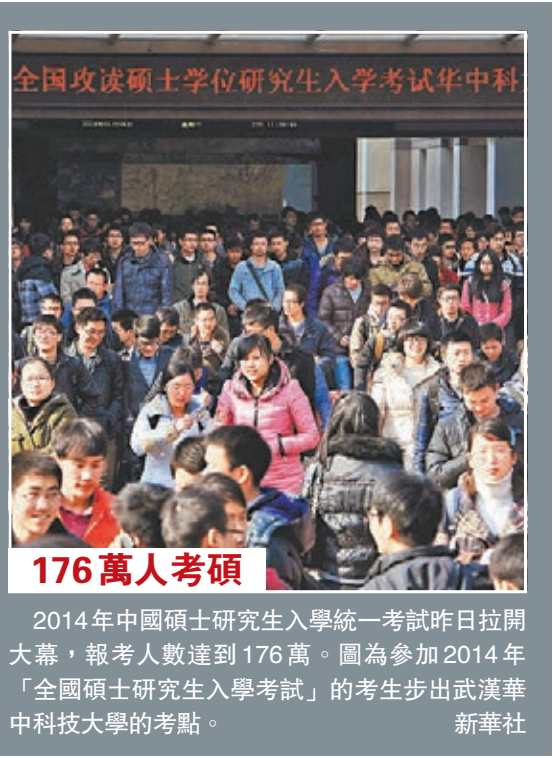 全国攻读硕士学位研究生入学考试华中科
176萬人考碩
2014年中國碩士研究生入學統一考試昨日拉開
大幕，報考人數達到176萬。圖為參加2014年
「全國碩士研究生入學考試」的考生步出武漢華
中科技大學的考點。 新華社